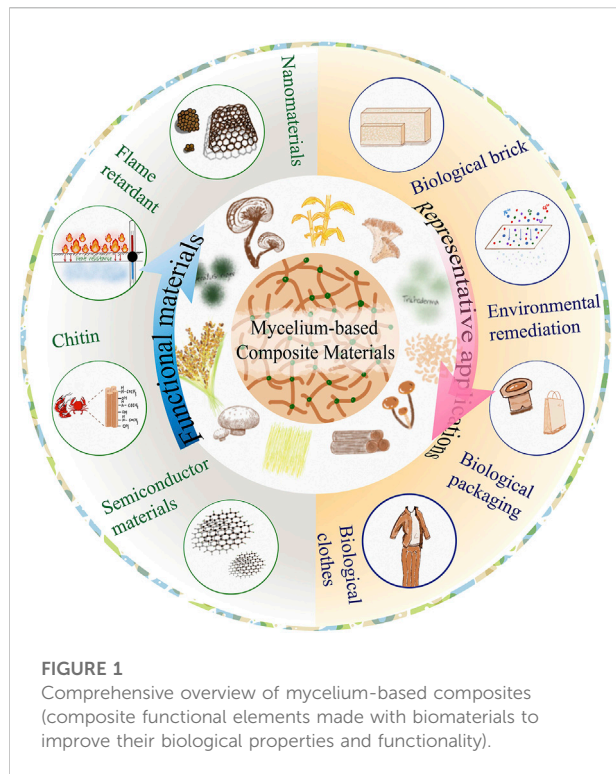 Nanomaterials
Flame
retardant
Chitin
Semiconductor
materials
Functional materials
Mycelium-based
Composite Materials
Trichoderma
Representative applications
Biological brick
Environmental
remediation
Biological
packaging
Biological
clothes
FIGURE 1
Comprehensive overview of mycelium-based composites
(composite functional elements made with biomaterials to
improve their biological properties and functionality).